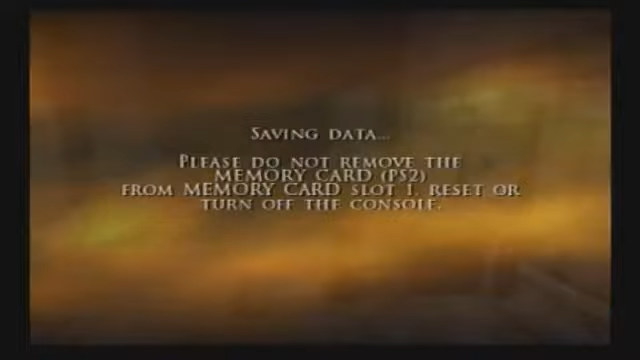 SAVING DATA...
PLEASE DO NOT REMOVE THE
MEMORY CARD (PS2)
FROM MEMORY CARD SLOT 1, RESET OR
TURN OFF THE CONSOLE.